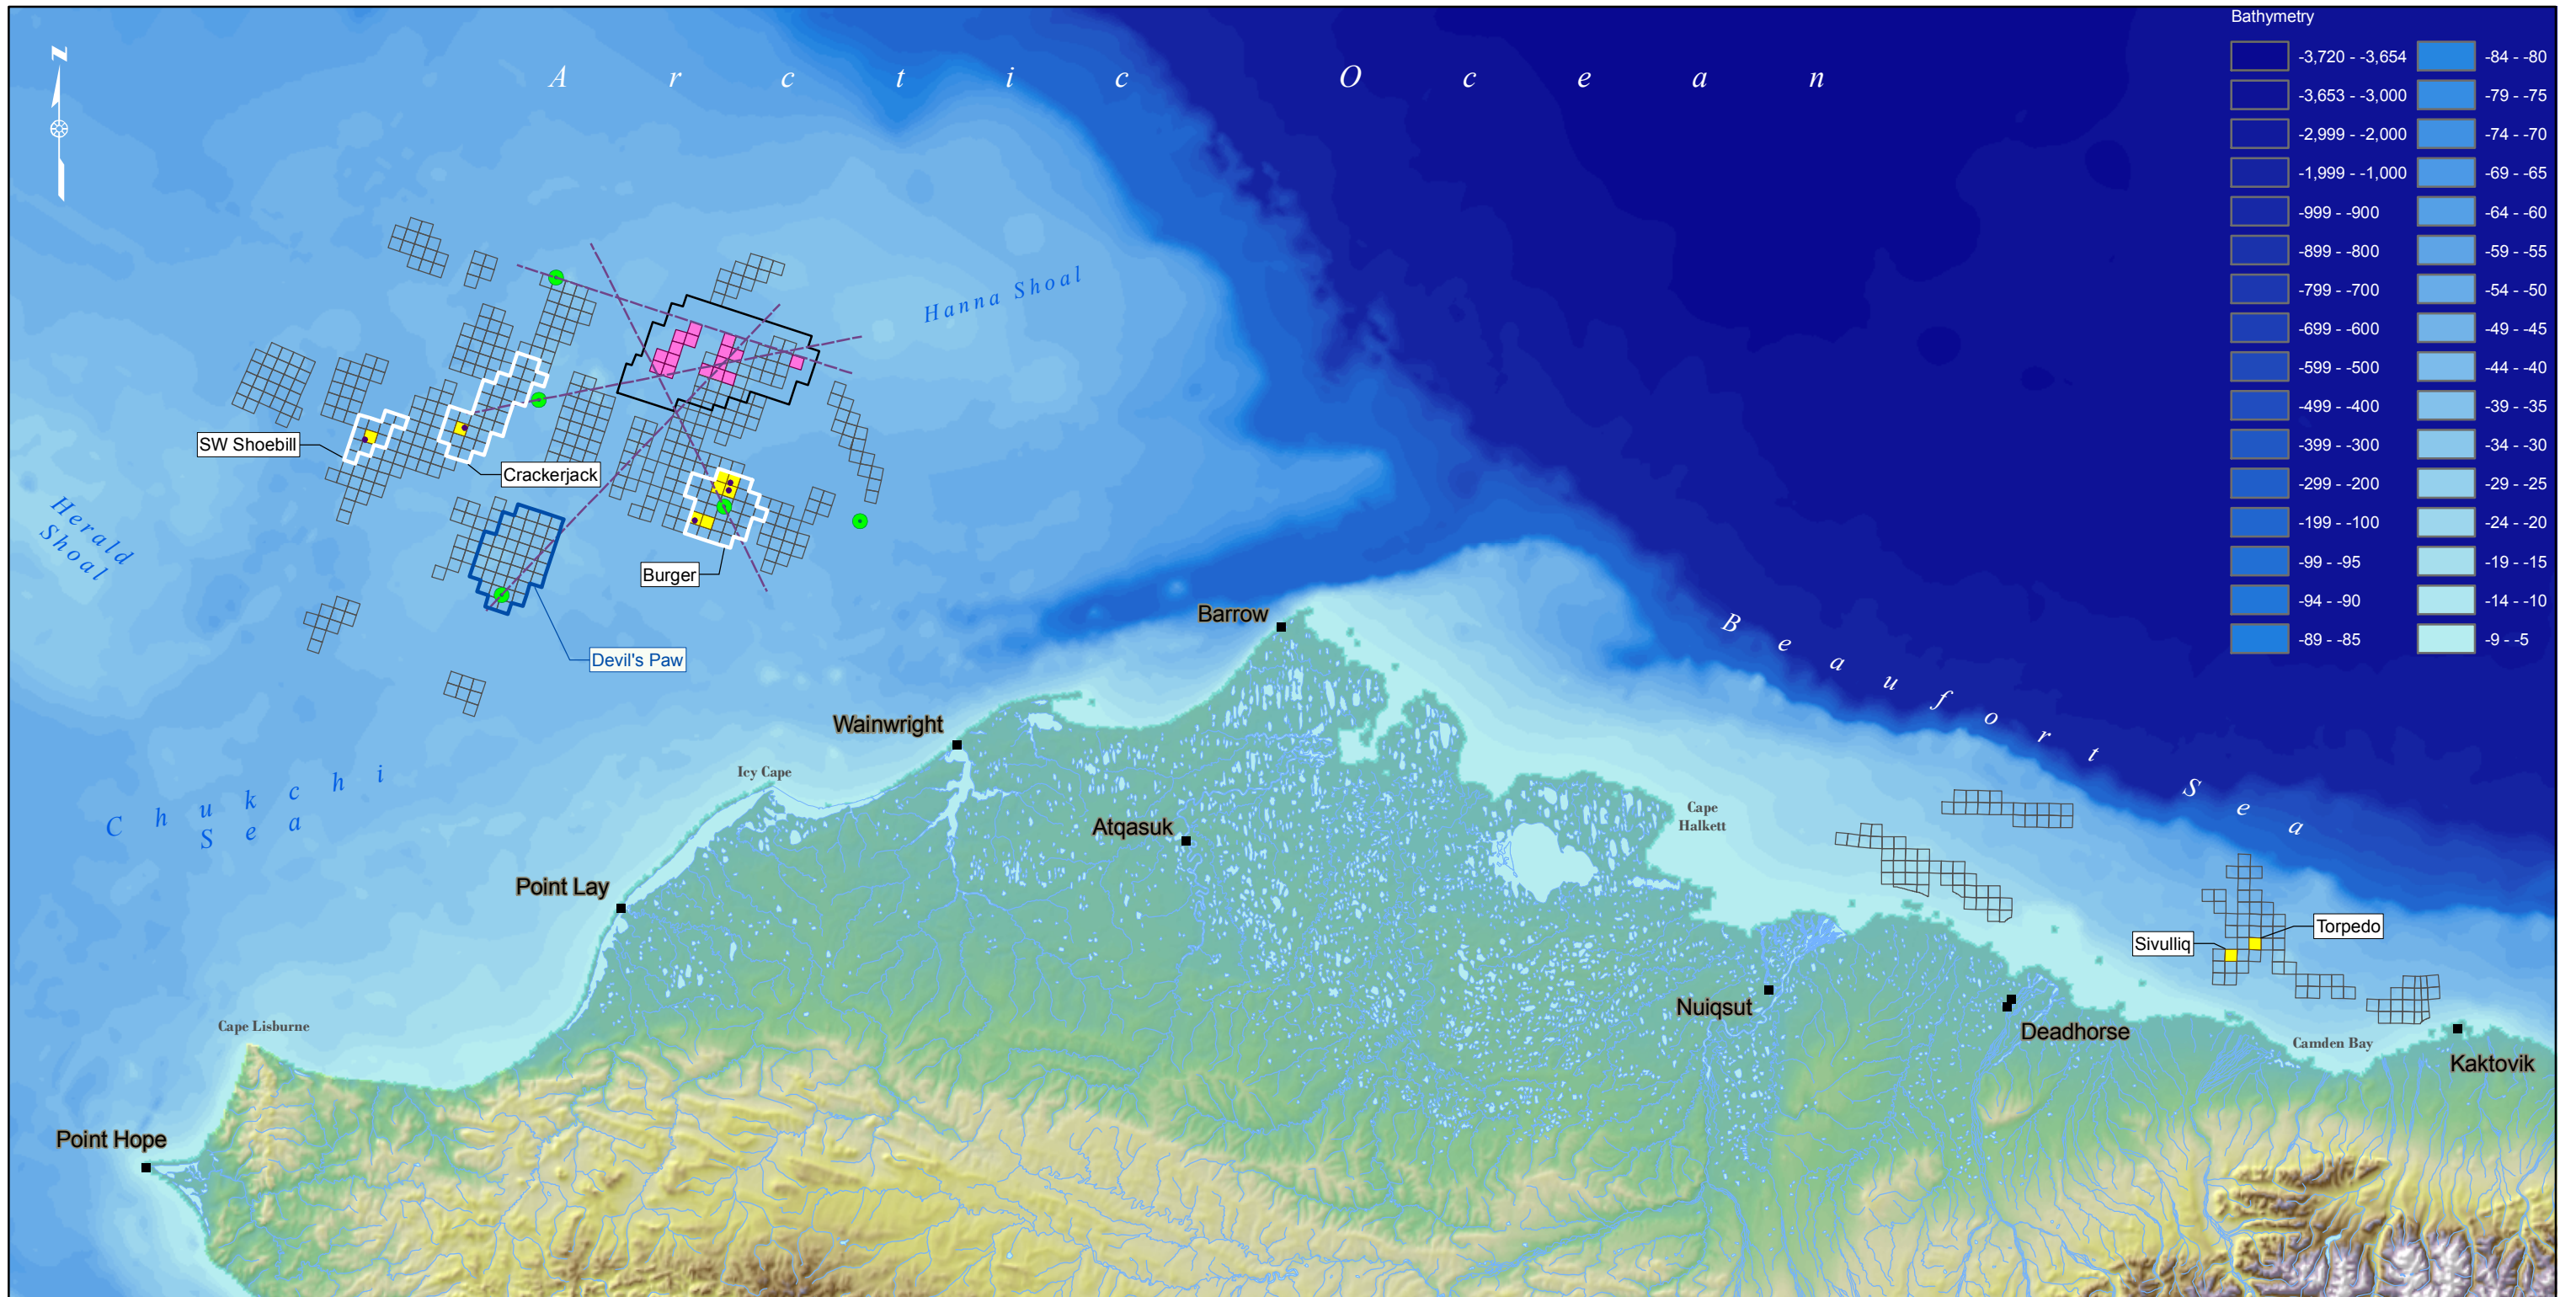 Bathymetry
N
Arctic Ocean
-3,720 - -3,654
-3,653 - -3,000
-2,999 - -2,000
-1,999 - -1,000
-999 - -900
-899 - -800
-799 - -700
-699 - -600
-599 - -500
-499 - -400
-399 - -300
-299 - -200
-199 - -100
-99 - -95
-94 - -90
-89 - -85
-84 - -80
-79 - -75
-74 - -70
-69 - -65
-64 - -60
-59 - -55
-54 - -50
-49 - -45
-44 - -40
-39 - -35
-34 - -30
-29 - -25
-24 - -20
-19 - -15
-14 - -10
-9 - -5
Hanna Shoal
SW Shoebill
Crackerjack
Herald
Shoal
Burger
Devil's Paw
Barrow
Beaufort Sea
Wainwright
Icy Cape
Chukchi
Sea
Cape
Halkett
Atqasuk
Point Lay
Torpedo
Sivulliq
Nuiqsut
Cape Lisburne
Deadhorse
Camden Bay
Kaktovik
Point Hope